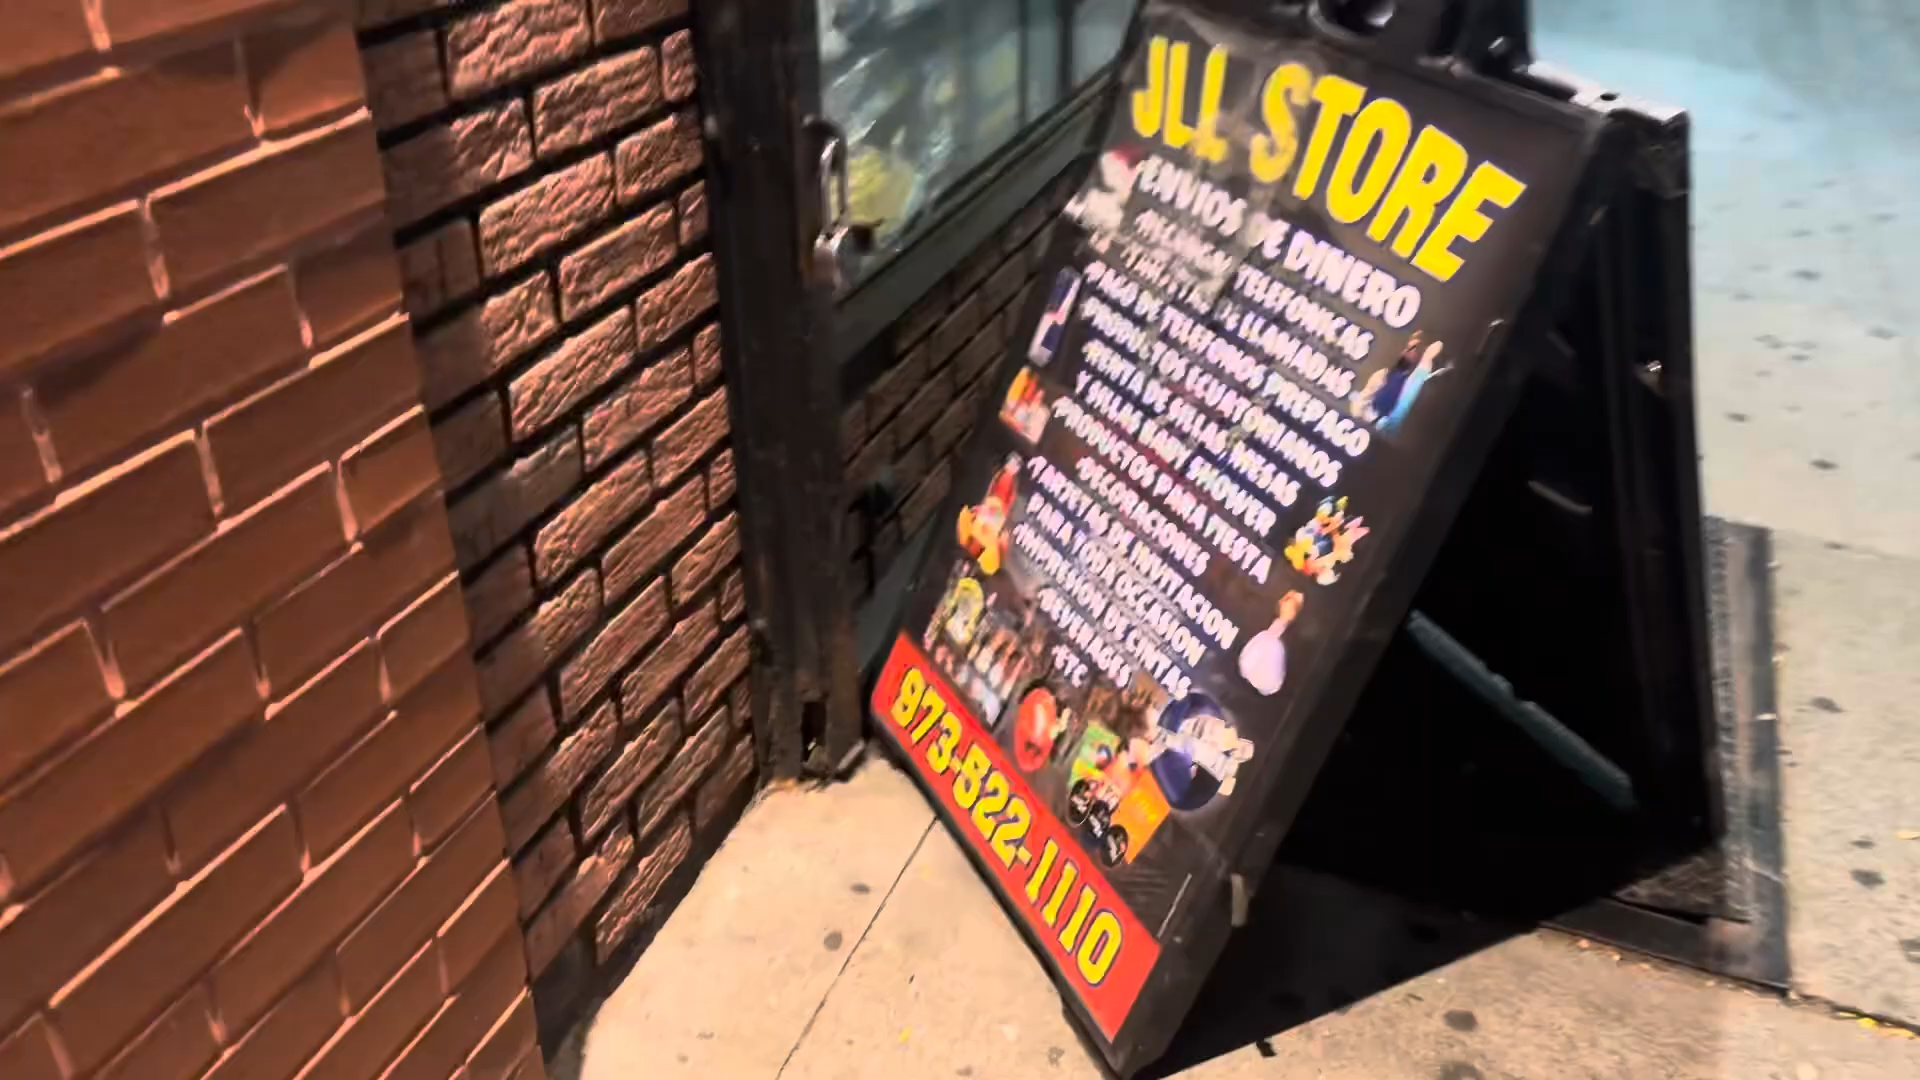 JLL STORE
*ENVIOS DE DINERO
*RECARGAS TELEFONICAS
*TARJETAS DE LLAMADAS
*PAGO DE TELEFONOS PREPAGO
*PRODUCTOS ECUATORIANOS
*RENTA DE SILLAS, MESAS
Y SILLAS BABY SHOWER
*PRODUCTOS PARA FIESTA
*DECORACIONES
*TARJETAS DE INVITACION
PARA TODA OCCASION
*IMPRESION DE CINTAS
*BEVERAGES
*ETC
973-522-1110